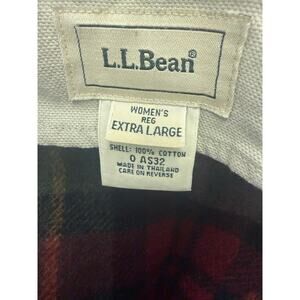 L.L.Bean®
WOMEN'S
REG
EXTRA LARGE
SHELL: 100% COTTON
0 AS32
MADE IN THAILAND
CARE ON REVERSE